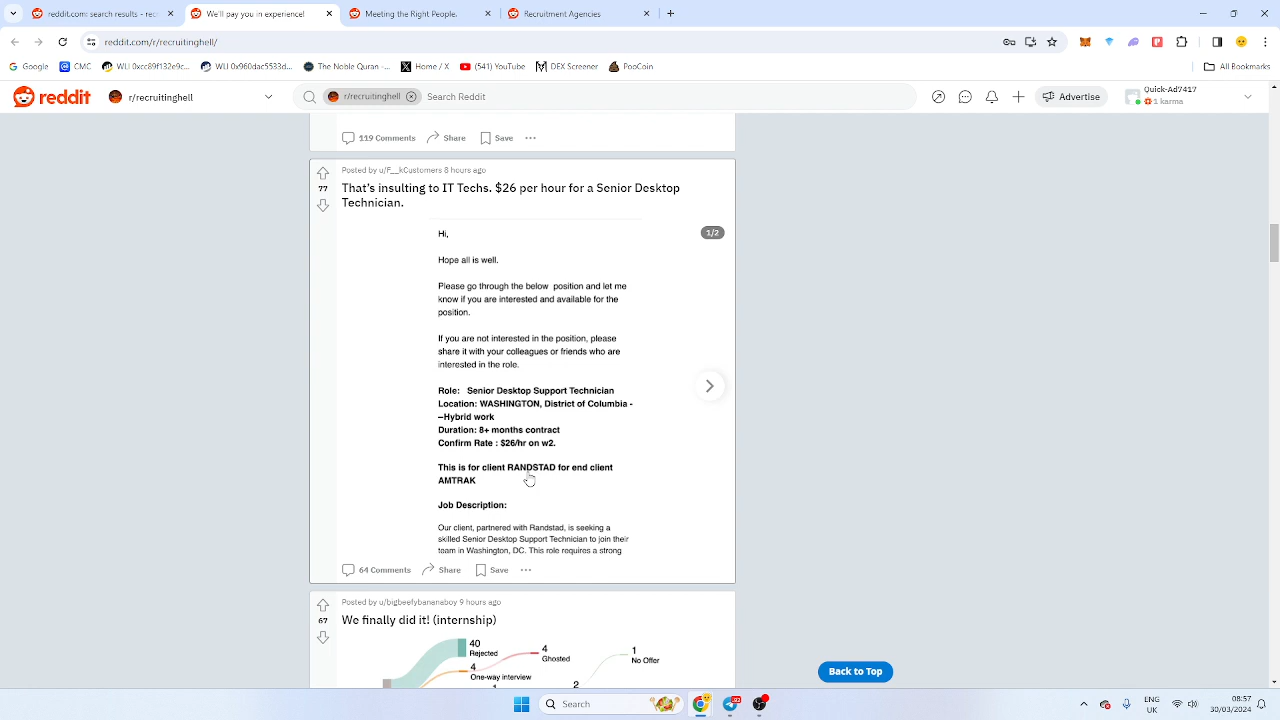 reddit.com search results - rec
We'll pay you in experience
Meeting the Right People.
Recruitment Agencies
reddit.com/r/recruitinghell/
Google
CMC
WU 0xcc89f132e9c...
WU 0x960dac5533d...
The Noble Quran -...
Home / X
(541) YouTube
DEX Screener
PooCoin
All Bookmarks
reddit
r/recruitinghell
r/recruitinghell
Search Reddit
Advertise
Quick-Ad7417
1 karma
119 Comments
Share
Save
Posted by u/F__kCustomers 8 hours ago
77
That's insulting to IT Techs. $26 per hour for a Senior Desktop
Technician.
1/2
Hi,
Hope all is well.
Please go through the below position and let me
know if you are interested and available for the
position.
If you are not interested in the position, please
share it with your colleagues or friends who are
interested in the role.
Role: Senior Desktop Support Technician
Location: WASHINGTON, District of Columbia -
–Hybrid work
Duration: 8+ months contract
Confirm Rate : $26/hr on w2.
This is for client RANDSTAD for end client
AMTRAK
Job Description:
Our client, partnered with Randstad, is seeking a
skilled Senior Desktop Support Technician to join their
team in Washington, DC. This role requires a strong
64 Comments
Share
Save
Posted by u/bigbeefybananaboy 9 hours ago
67
We finally did it! (internship)
40
Rejected
4
Ghosted
1
No Offer
4
One-way interview
2
Back to Top
Search
ENG
UK
08:57
30/03/2024